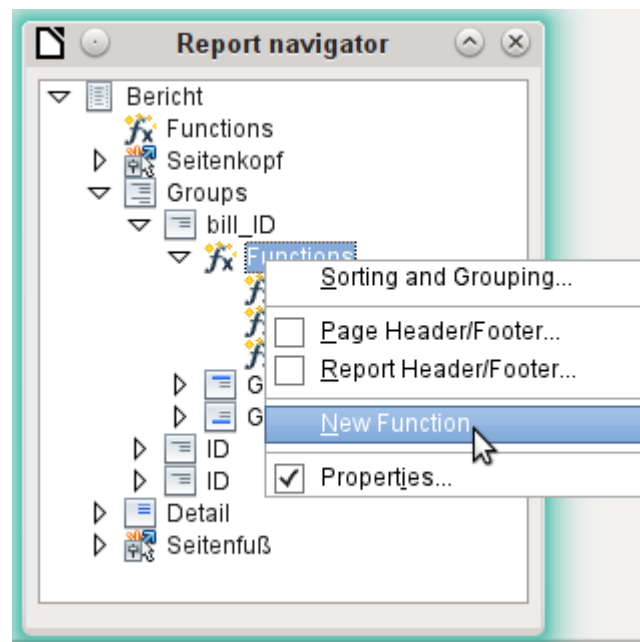 Report navigator
Bericht
Functions
Seitenkopf
Groups
bill_ID
Functions
Sorting and Grouping...
Page Header/Footer...
Report Header/Footer...
G
New Function
G
ID
ID
Properties...
Detail
Seitenfuß